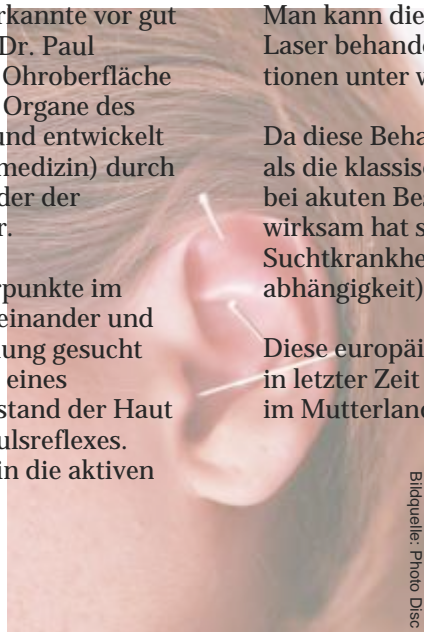 rkannte vor gut
Dr. Paul
Ohroberfläche
Organe des
und entwickelt
medizin) durch
der der
r.
rpunkte im
einander und
ung gesucht
eines
stand der Haut
ulsreflexes.
in die aktiven
Man kann die
Laser behande
tionen unter w
Da diese Beha
als die klassisc
bei akuten Bes
wirksam hat s
Suchtkrankhe
abhängigkeit)
Diese europäi
in letzter Zeit
im Mutterland
Bildquelle: Photo Disc